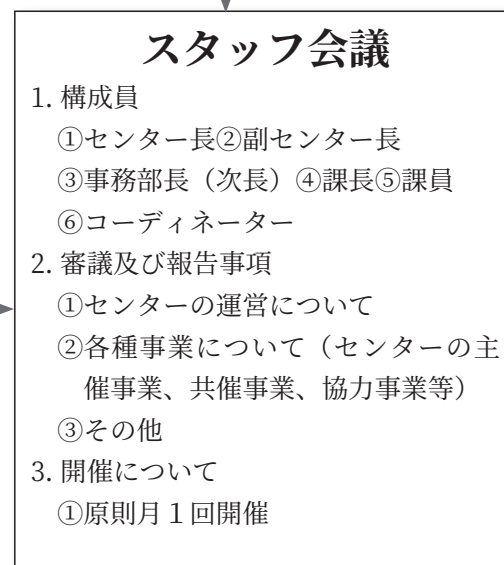 スタッフ会議
1. 構成員
①センター長②副センター長
③事務部長（次長）④課長⑤課員
⑥コーディネーター
2. 審議及び報告事項
①センターの運営について
②各種事業について（センターの主
催事業、共催事業、協力事業等）
③その他
3. 開催について
①原則月１回開催